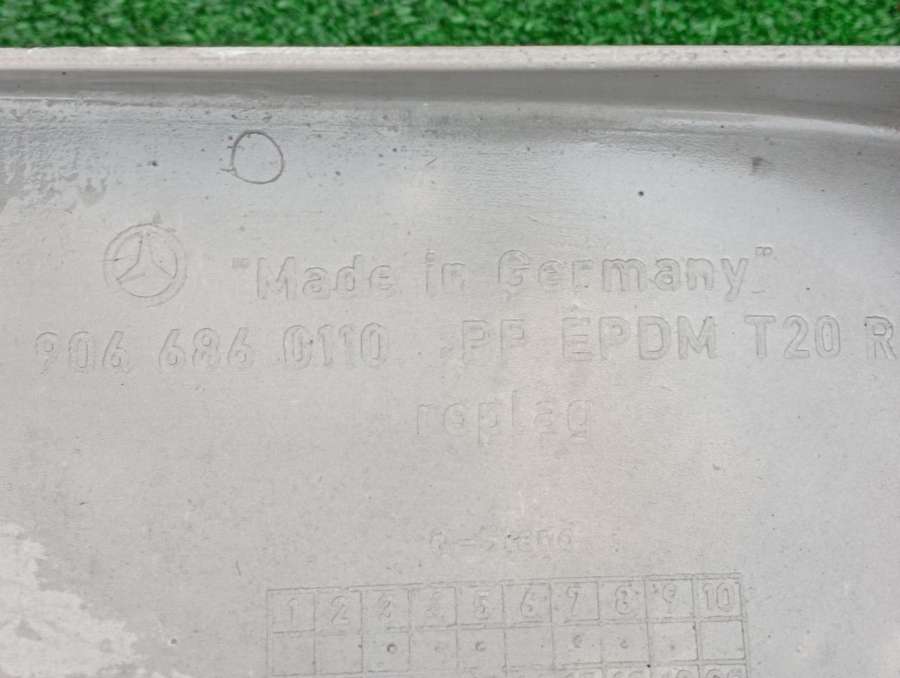 "Made in Germany"
906 686 0110 PP EPDM T20 R
replag
1 2 3 4 5 6 7 8 9 10